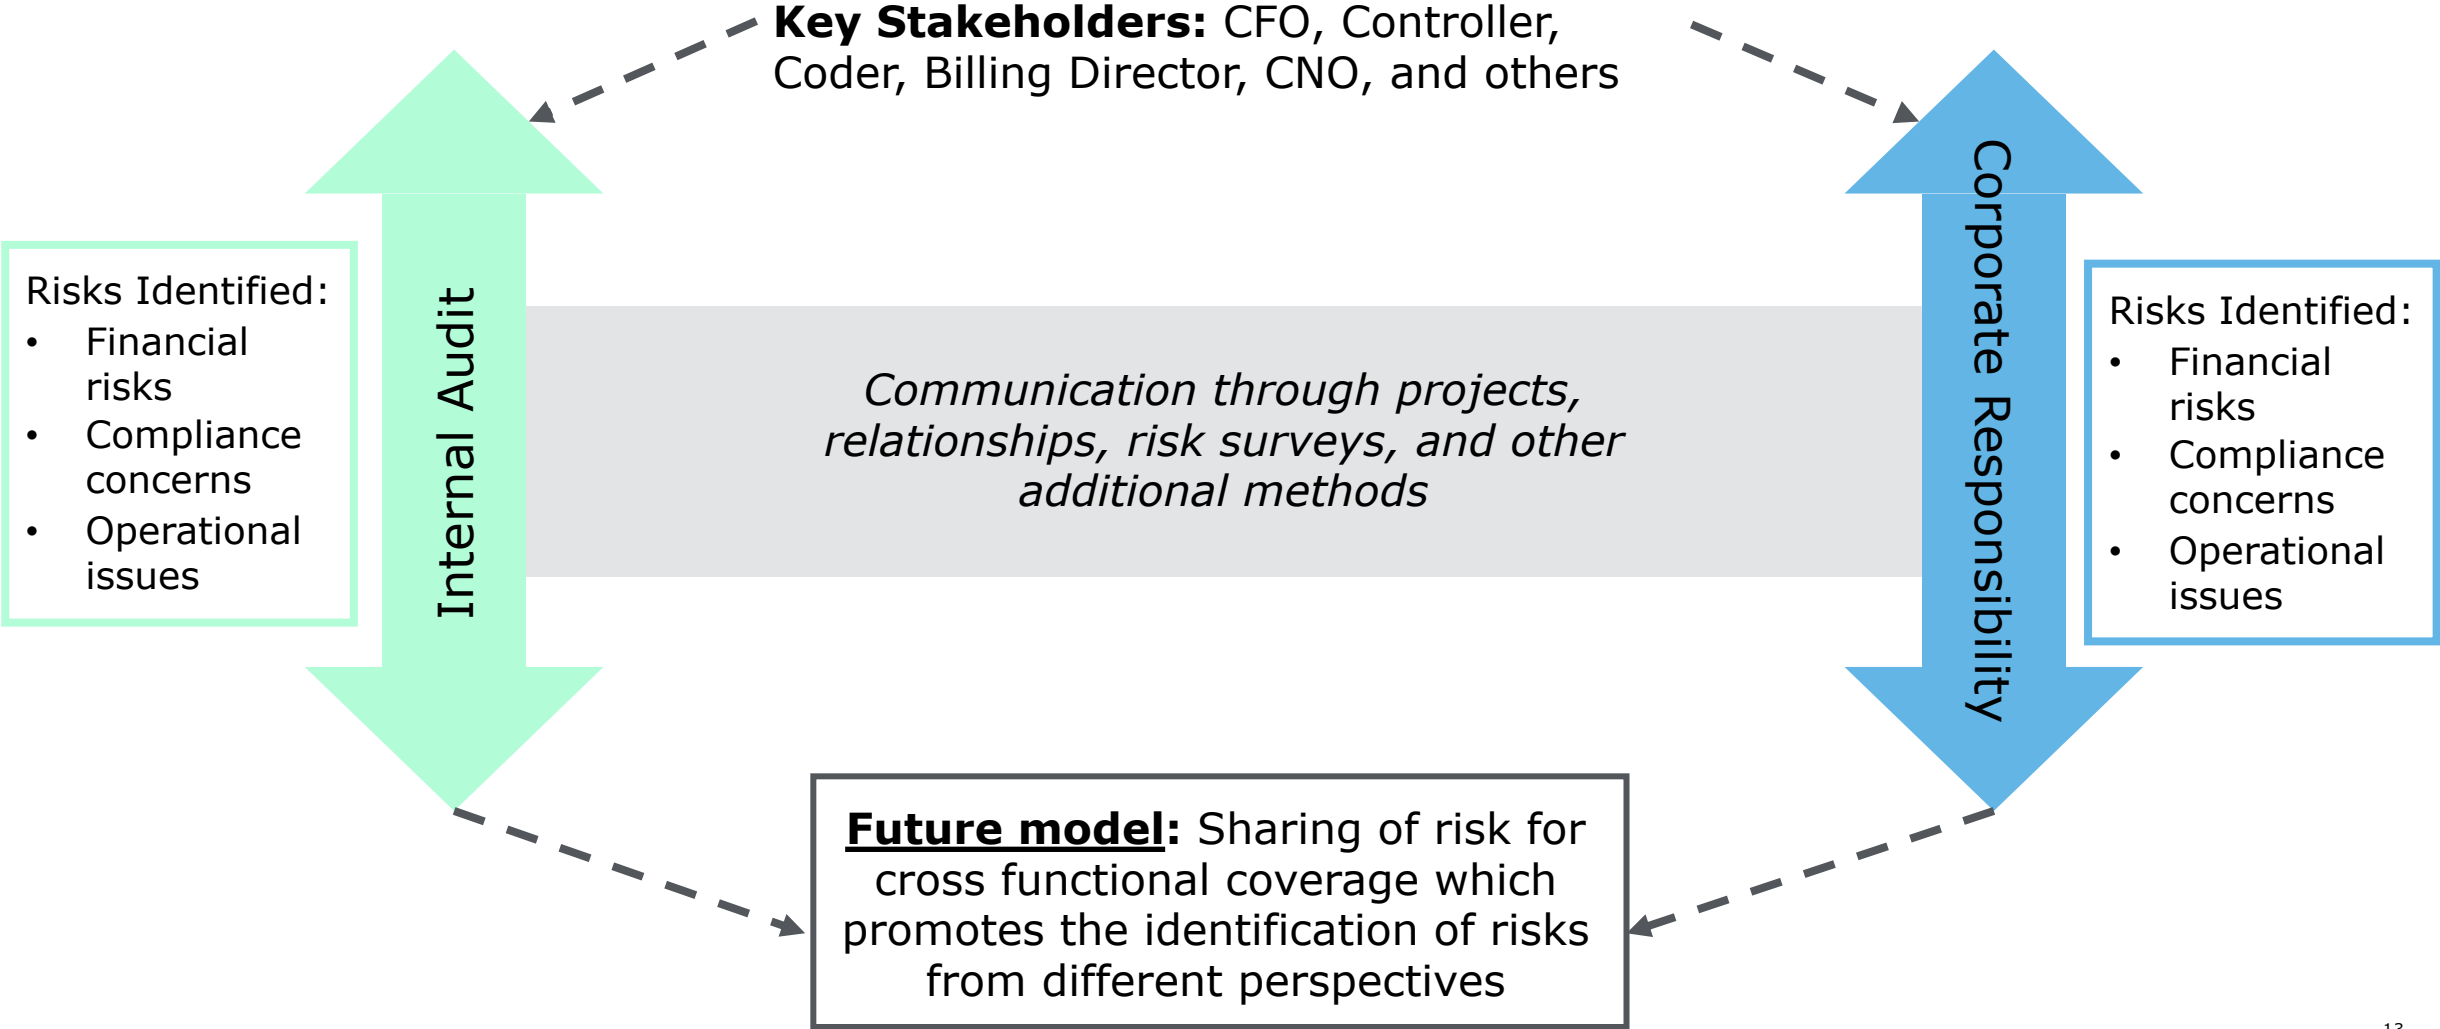 Key Stakeholders: CFO, Controller,
Coder, Billing Director, CNO, and others
Risks Identified:
• Financial
risks
• Compliance
concerns
• Operational
issues
Internal Audit
Communication through projects,
relationships, risk surveys, and other
additional methods
Corporate Responsibility
Risks Identified:
• Financial
risks
• Compliance
concerns
• Operational
issues
Future model: Sharing of risk for
cross functional coverage which
promotes the identification of risks
from different perspectives
13